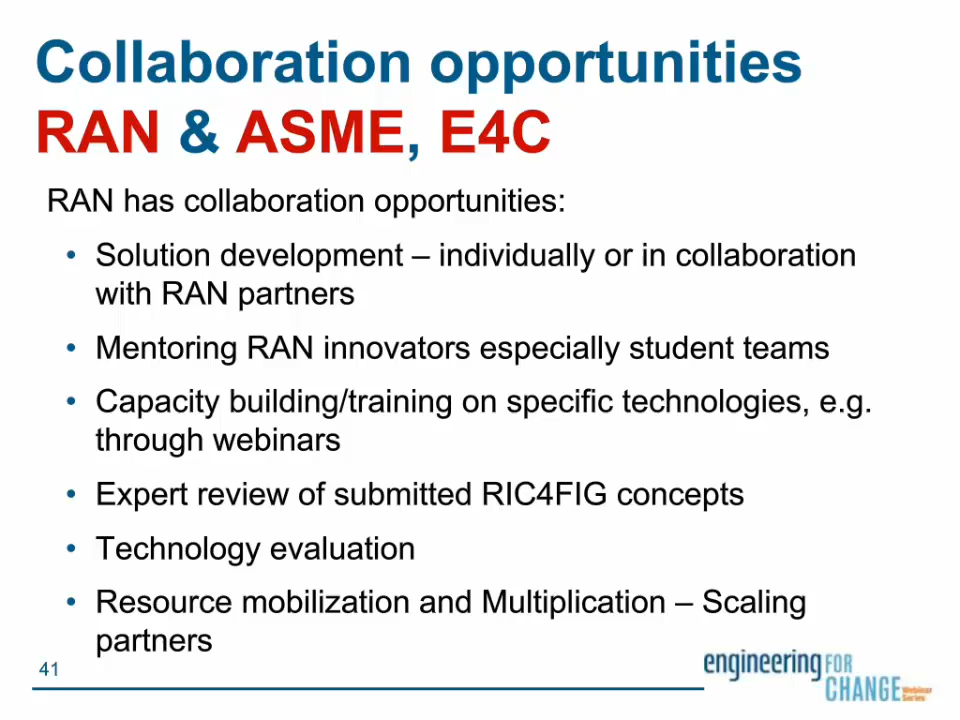 Collaboration opportunities
RAN & ASME, E4C
RAN has collaboration opportunities:
• Solution development – individually or in collaboration
with RAN partners
• Mentoring RAN innovators especially student teams
• Capacity building/training on specific technologies, e.g.
through webinars
• Expert review of submitted RIC4FIG concepts
• Technology evaluation
• Resource mobilization and Multiplication – Scaling
partners
41
engineering FOR
CHANGE Webinar
Series